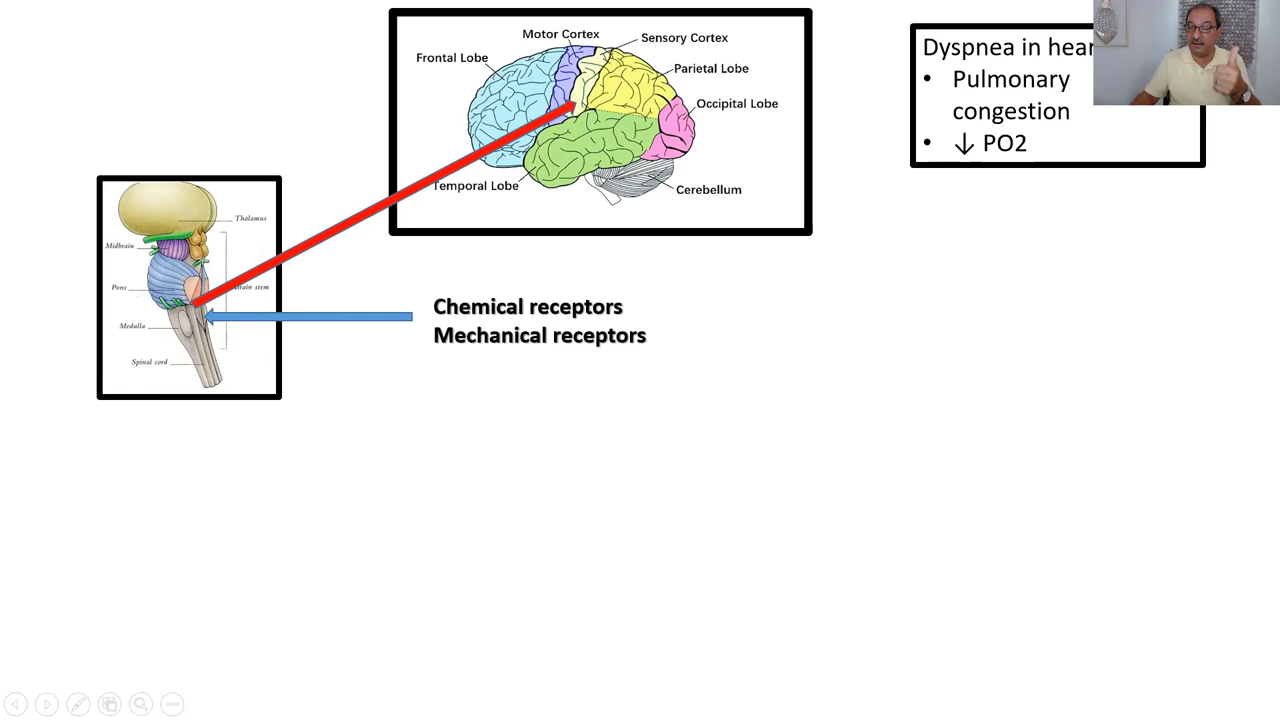 Motor Cortex
Sensory Cortex
Frontal Lobe
Parietal Lobe
Occipital Lobe
Temporal Lobe
Cerebellum
Dyspnea in
• Pulmonary
congestion
• ↓ PO2
Thalamus
Midbrain
Pons
stem
Medulla
Spinal cord
Chemical receptors
Mechanical receptors